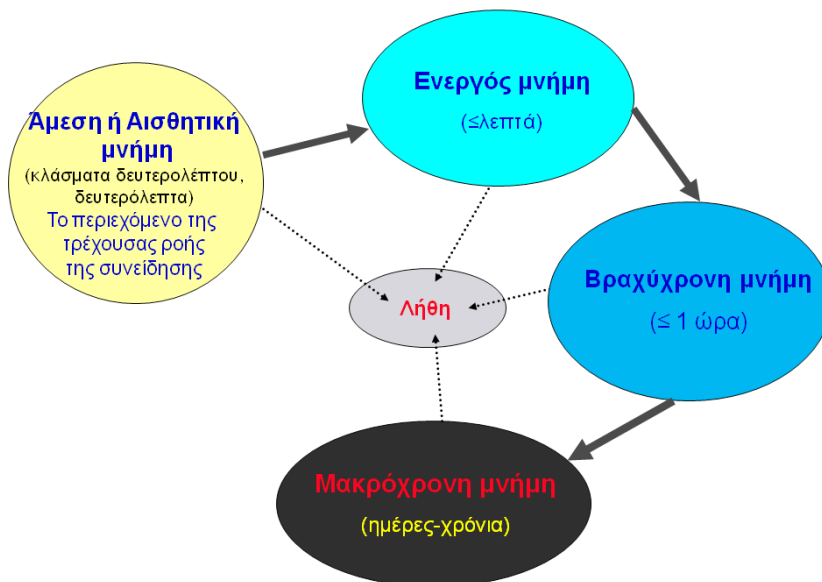 Άμεση ή Αισθητική
μνήμη
(κλάσματα δευτερολέπτου,
δευτερόλεπτα)
Το περιεχόμενο της
τρέχουσας ροής
της συνείδησης
Ενεργός μνήμη
(≤λεπτά)
Βραχύχρονη μνήμη
(≤ 1 ώρα)
Λήθη
Μακρόχρονη μνήμη
(ημέρες-χρόνια)